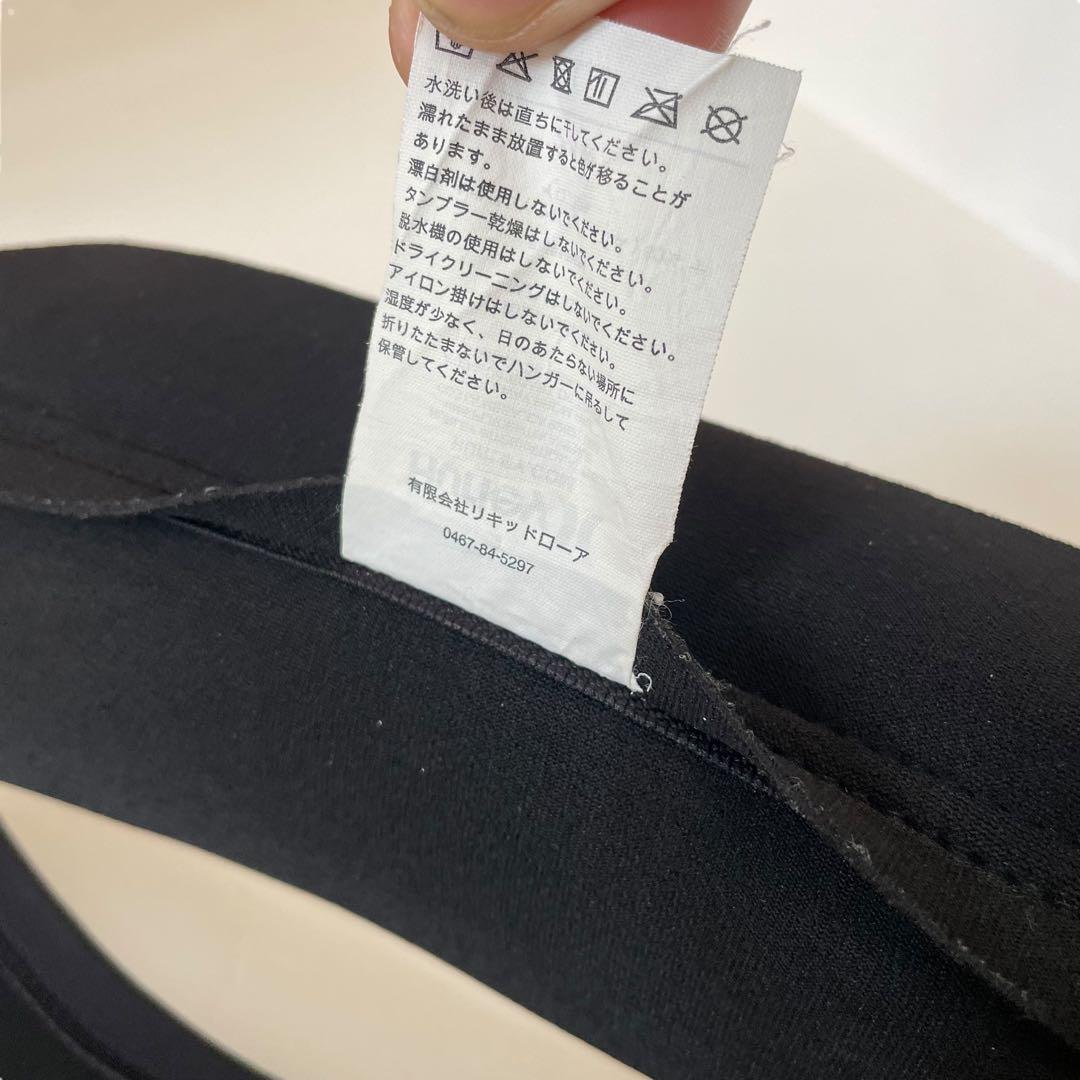 水洗い後は直ちに干してください。
濡れたまま放置すると色が移ることが
あります。
漂白剤は使用しないでください。
タンブラー乾燥はしないでください。
脱水機の使用はしないでください。
ドライクリーニングはしないでください。
アイロン掛けはしないでください。
湿度が少なく、日のあたらない場所に
折りたたまないでハンガーに吊るして
保管してください。
有限会社リキッドローア
0467-84-5297